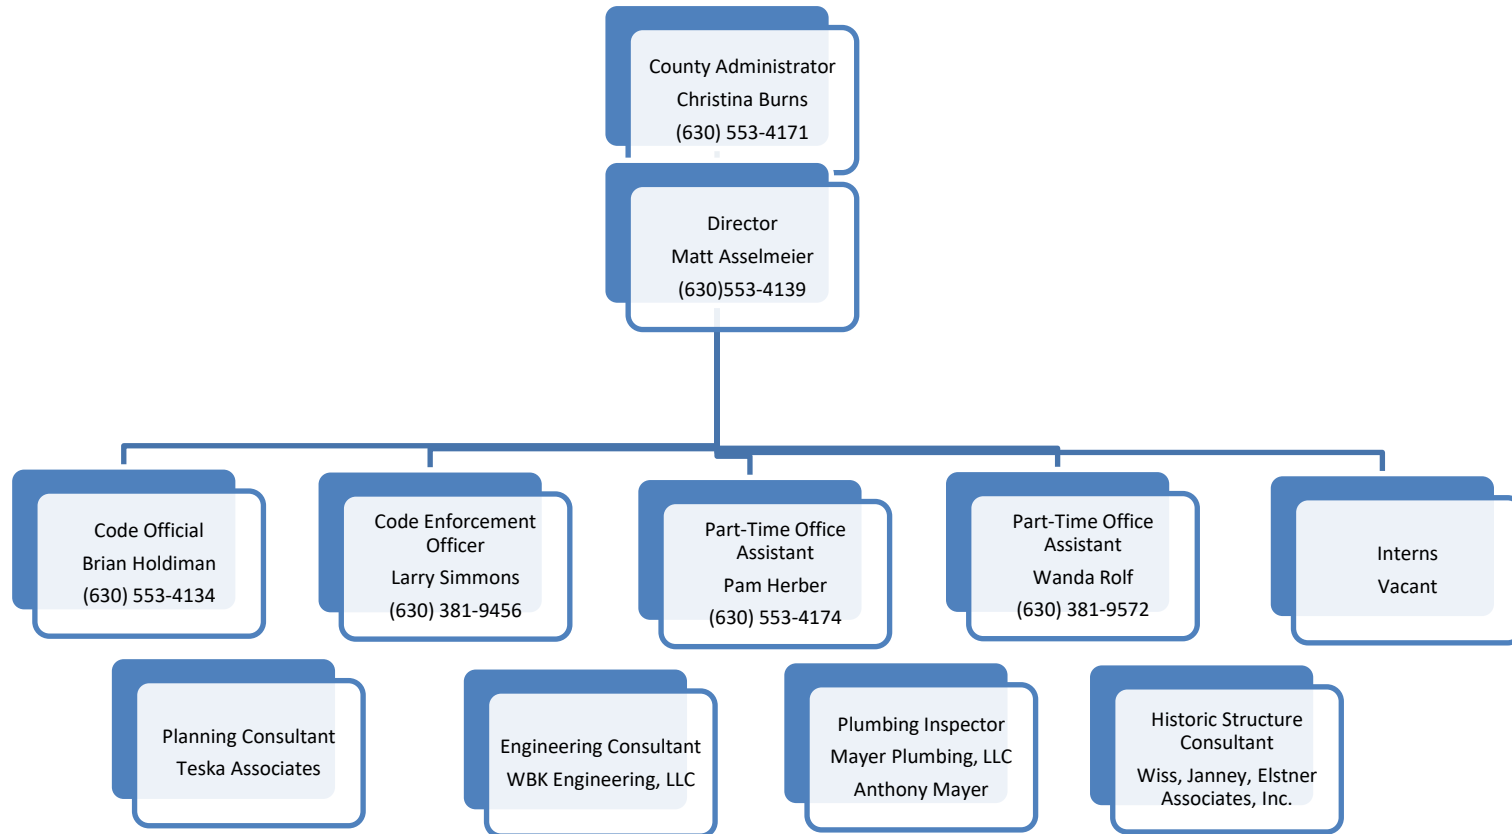 County Administrator
Christina Burns
(630) 553-4171
Director
Matt Asselmeier
(630)553-4139
Code Official
Brian Holdiman
(630) 553-4134
Code Enforcement
Officer
Larry Simmons
(630) 381-9456
Part-Time Office
Assistant
Pam Herber
(630) 553-4174
Part-Time Office
Assistant
Wanda Rolf
(630) 381-9572
Interns
Vacant
Planning Consultant
Teska Associates
Engineering Consultant
WBK Engineering, LLC
Plumbing Inspector
Mayer Plumbing, LLC
Anthony Mayer
Historic Structure
Consultant
Wiss, Janney, Elstner
Associates, Inc.